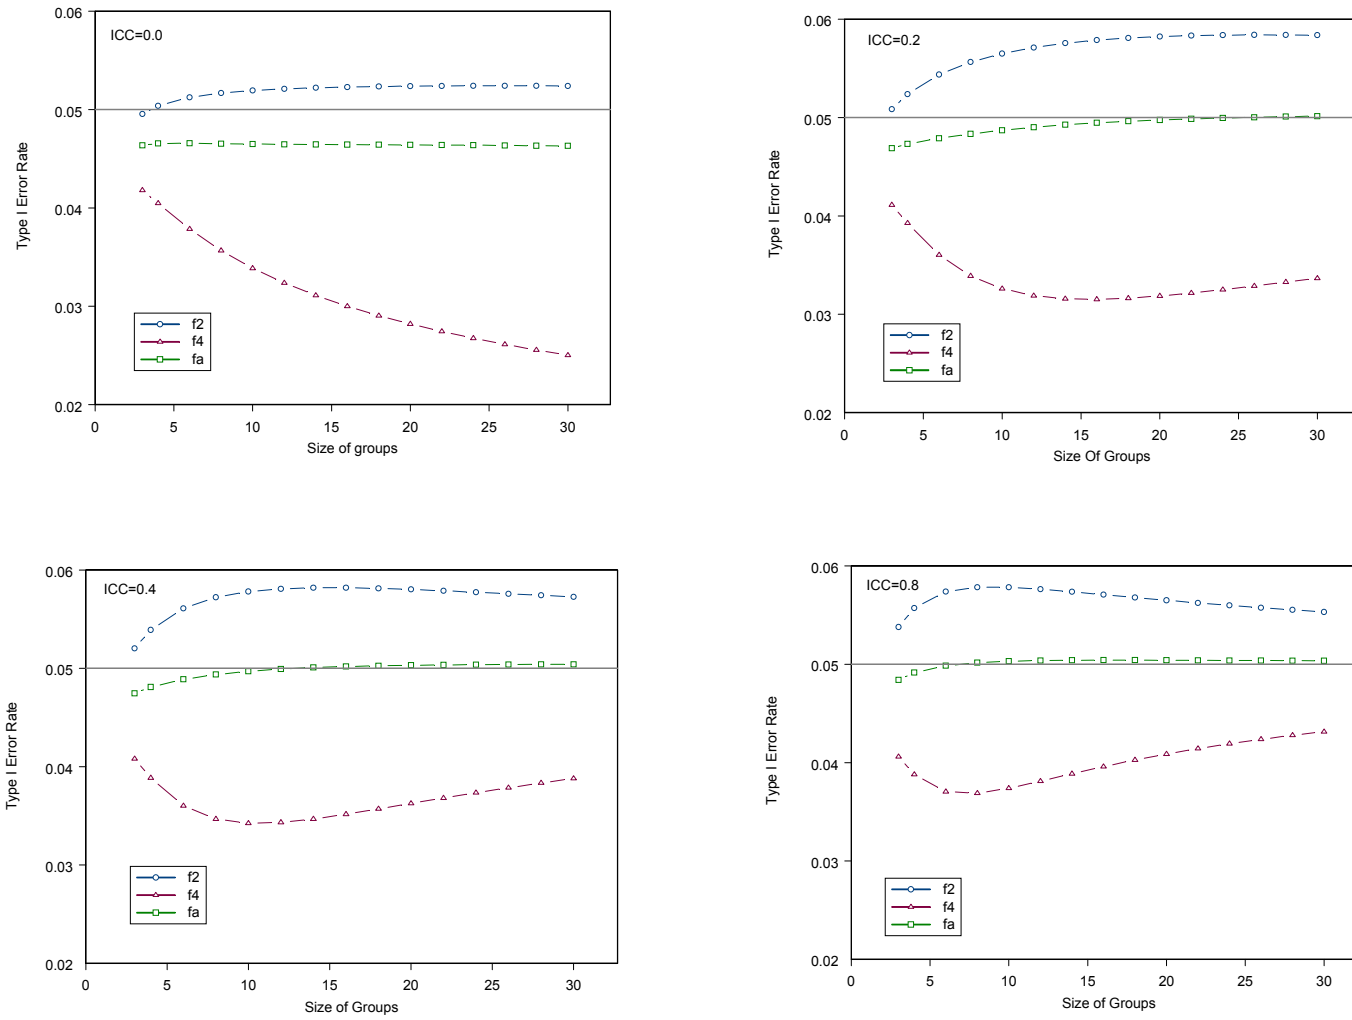 ICC=0.0
0.06
0.05
0.04
0.03
0.02
Type I Error Rate
f2
f4
fa
0 5 10 15 20 25 30
Size of groups
ICC=0.2
0.06
0.05
0.04
0.03
0.02
Type I Error Rate
f2
f4
fa
0 5 10 15 20 25 30
Size Of Groups
ICC=0.4
0.06
0.05
0.04
0.03
0.02
Type I Error Rate
f2
f4
fa
0 5 10 15 20 25 30
Size of Groups
ICC=0.8
0.06
0.05
0.04
0.03
0.02
Type I Error Rate
f2
f4
fa
0 5 10 15 20 25 30
Size of Groups